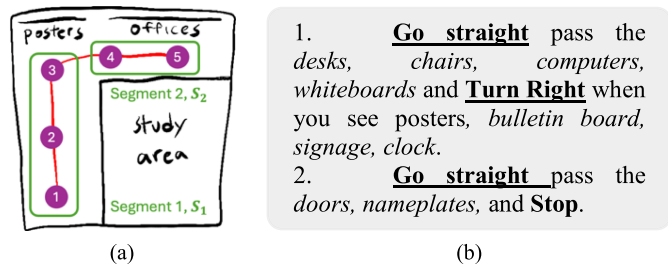 posters
offices
3
4
5
Segment 2, S₂
study
area
2
1
Segment 1, S₁
(a)
1. Go straight pass the
desks, chairs, computers,
whiteboards and Turn Right when
you see posters, bulletin board,
signage, clock.
2. Go straight pass the
doors, nameplates, and Stop.
(b)